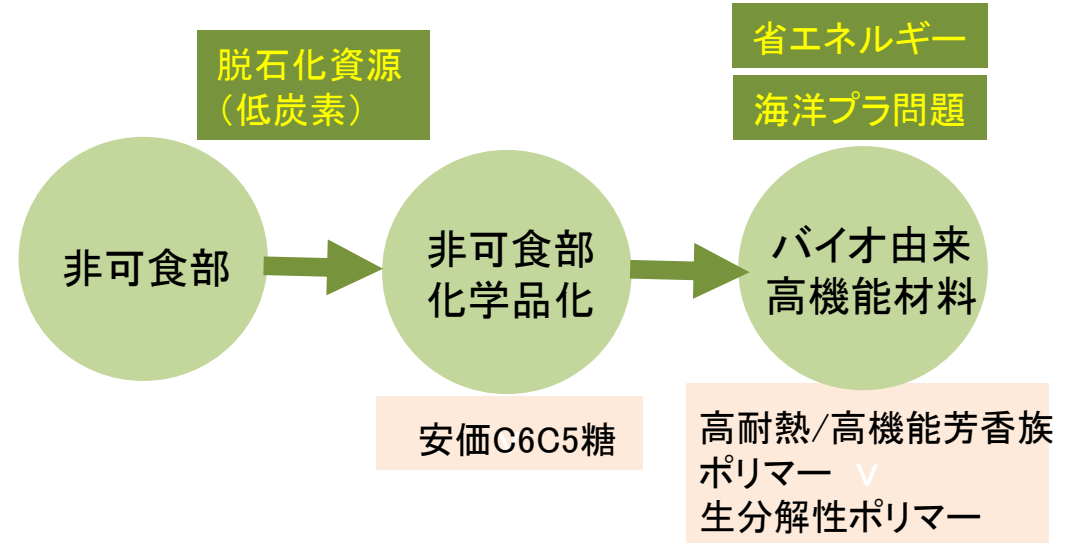 脱石化資源
（低炭素）
省エネルギー
海洋プラ問題
非可食部
非可食部
化学品化
バイオ由来
高機能材料
安価C6C5糖
高耐熱/高機能芳香族
ポリマー v
生分解性ポリマー